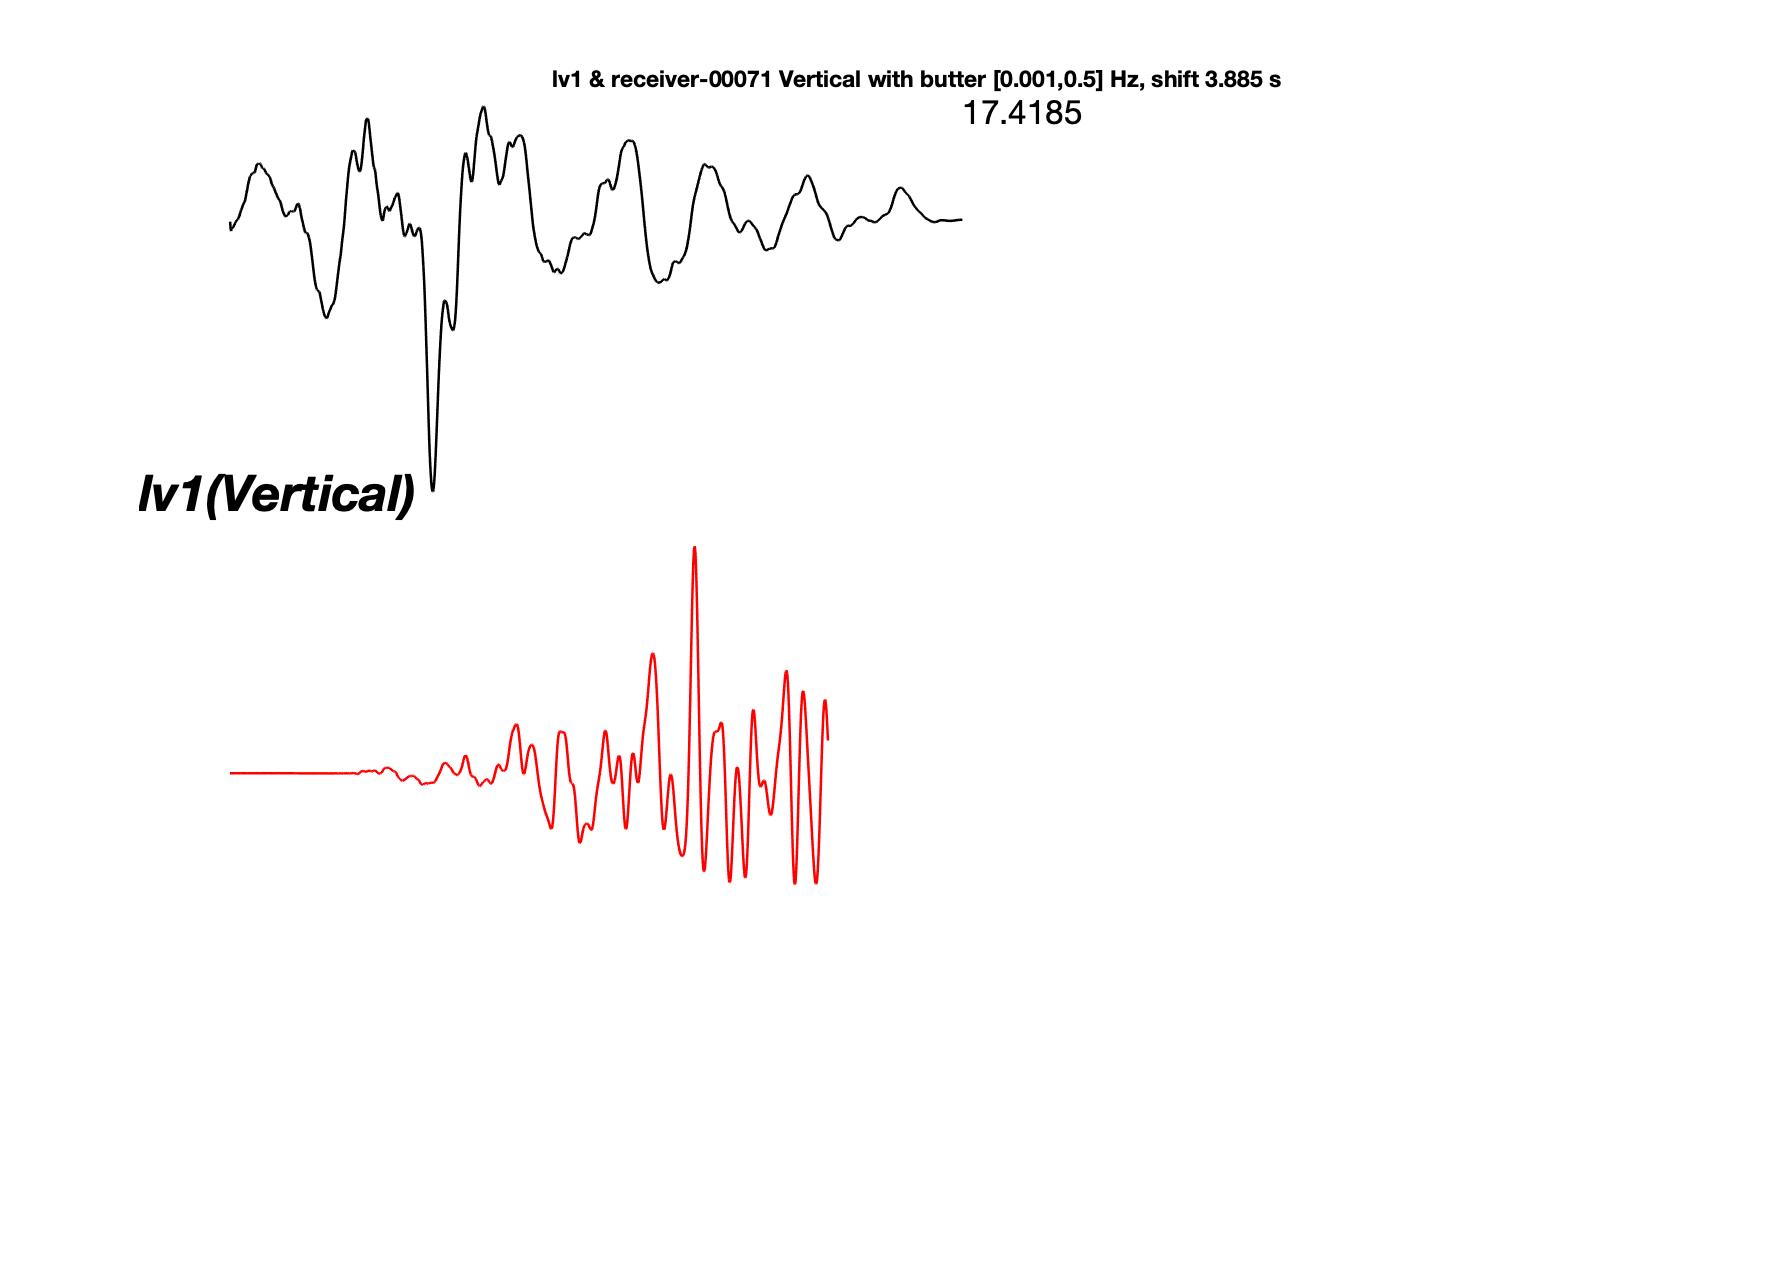 lv1 & receiver-00071 Vertical with butter [0.001,0.5] Hz, shift 3.885 s
17.4185
lv1(Vertical)